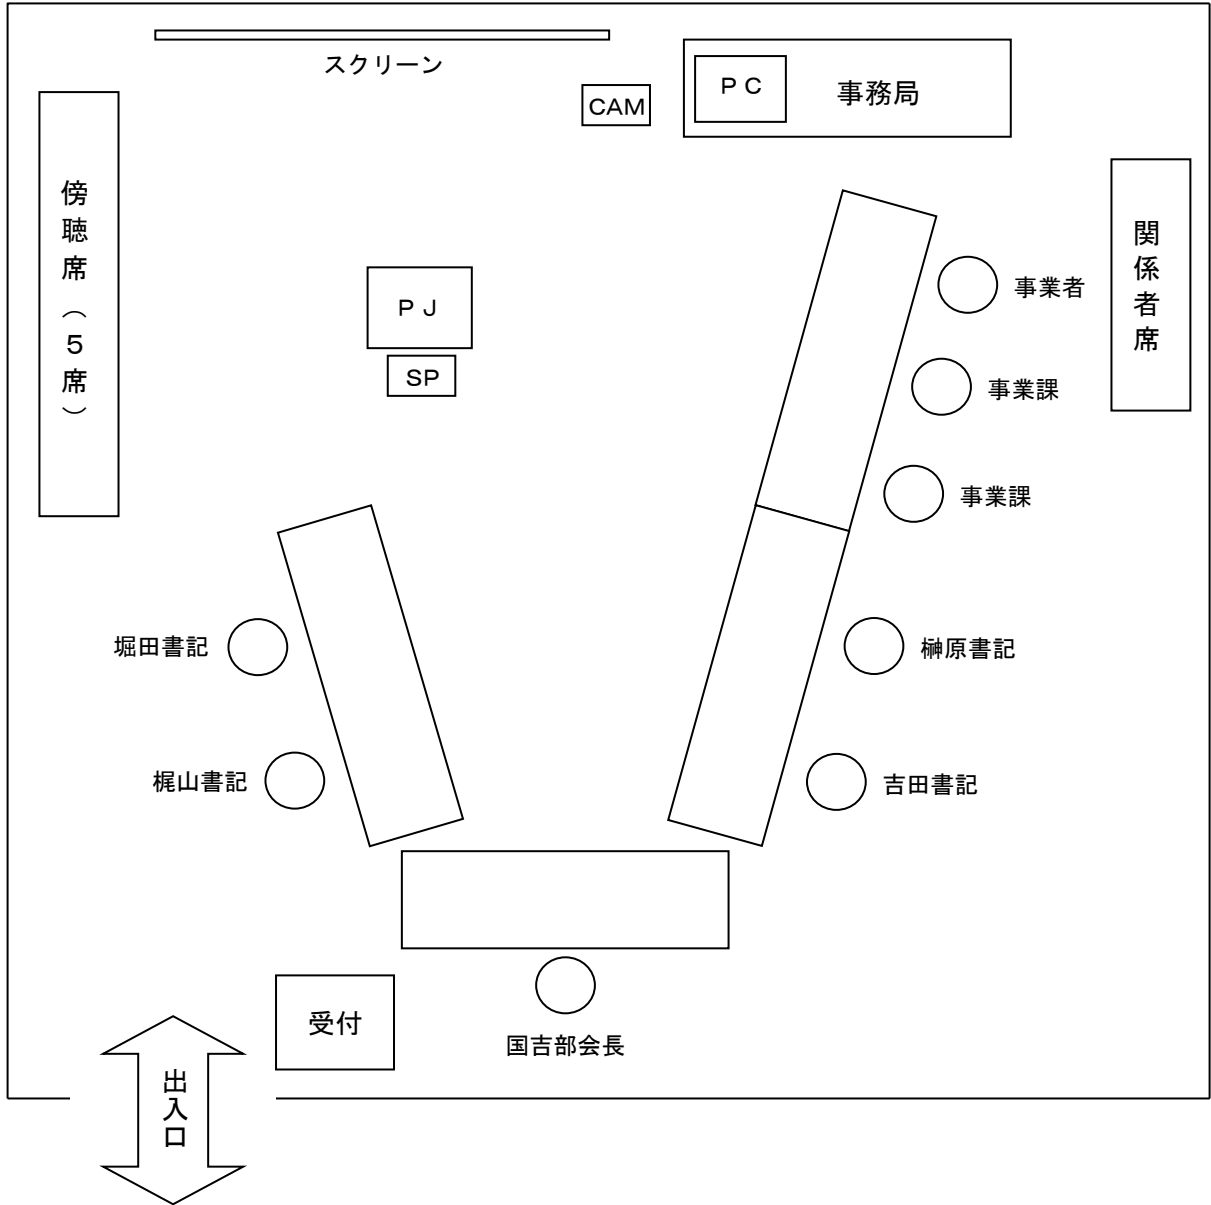 スクリーン
CAM
ＰＣ
事務局
傍聴席（５席）
関係者席
ＰＪ
SP
事業者
事業課
事業課
堀田書記
榊原書記
梶山書記
吉田書記
受付
国吉部会長
出入口